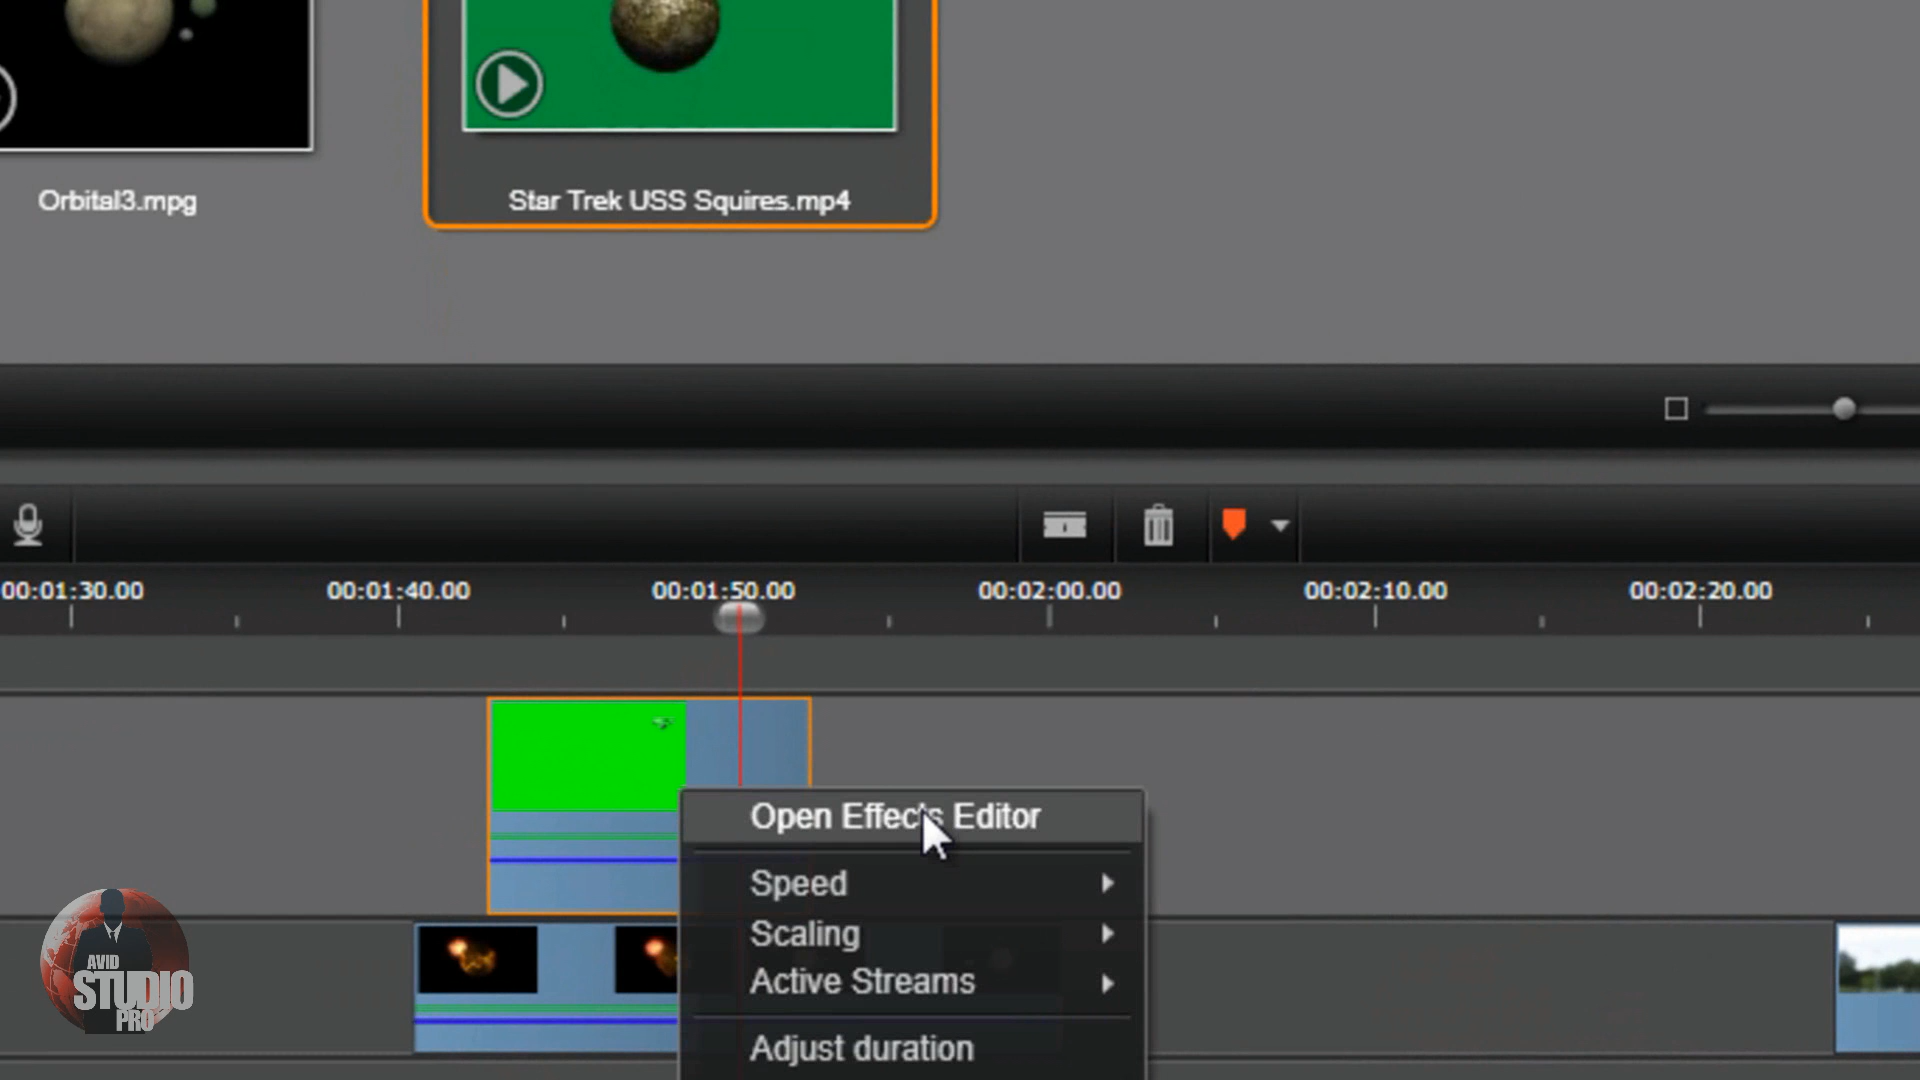 Orbital3.mpg
Star Trek USS Squires.mp4
00:01:30.00
00:01:40.00
00:01:50.00
00:02:00.00
00:02:10.00
00:02:20.00
Open Effects Editor
Speed
Scaling
Active Streams
Adjust duration
AVID
STUDIO
PRO